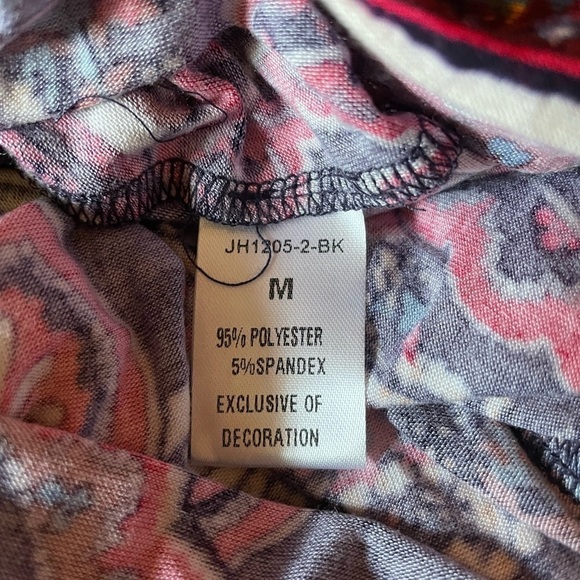 JH1205-2-BK
M
95% POLYESTER
5%SPANDEX
EXCLUSIVE OF
DECORATION